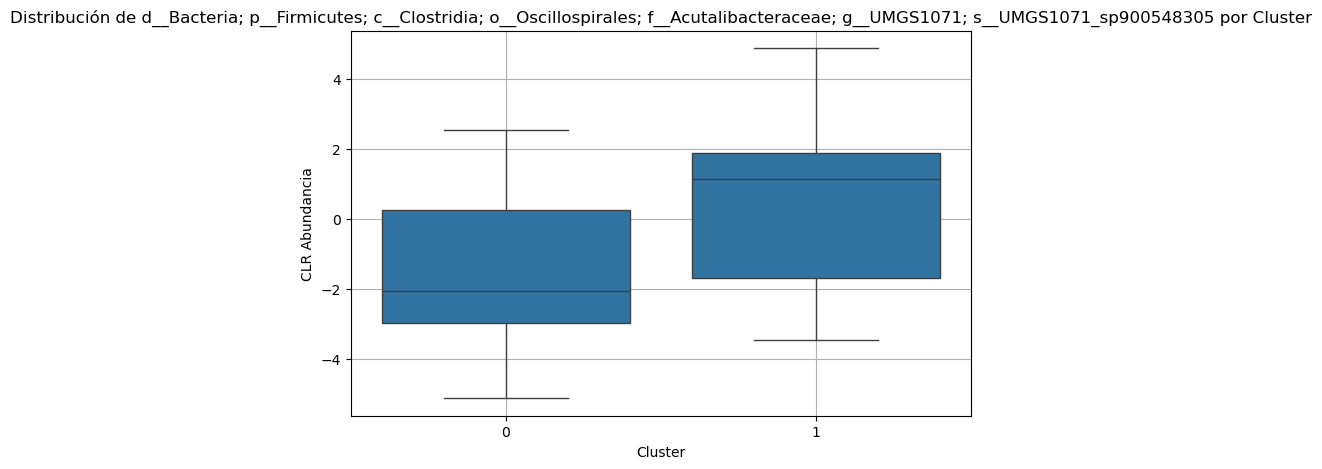 Distribución de d__Bacteria; p__Firmicutes; c__Clostridia; o__Oscillospirales; f__Acutalibacteraceae; g__UMGS1071; s__UMGS1071_sp900548305 por Cluster
CLR Abundancia
4
2
0
−2
−4
0
1
Cluster